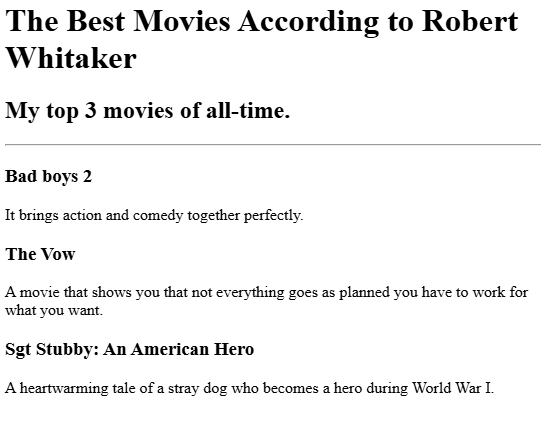 The Best Movies According to Robert
Whitaker
My top 3 movies of all-time.
Bad boys 2
It brings action and comedy together perfectly.
The Vow
A movie that shows you that not everything goes as planned you have to work for
what you want.
Sgt Stubby: An American Hero
A heartwarming tale of a stray dog who becomes a hero during World War I.